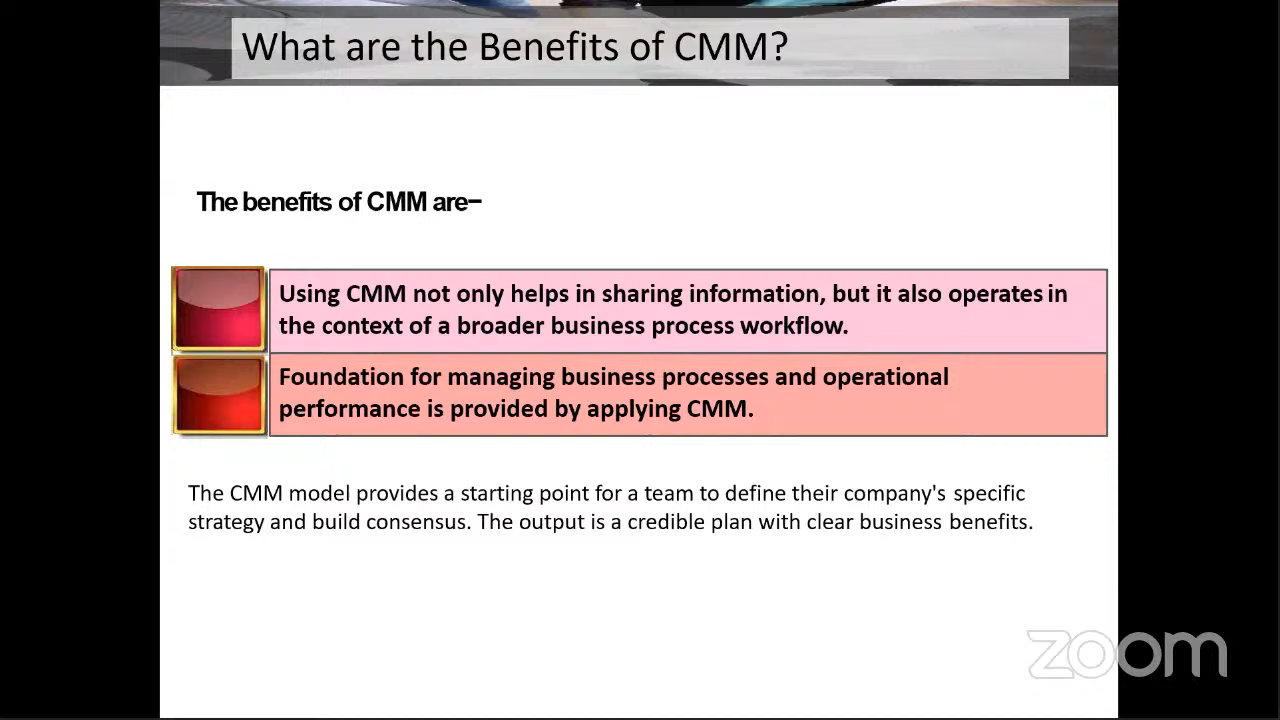 What are the Benefits of CMM?
The benefits of CMM are−
Using CMM not only helps in sharing information, but it also operates in
the context of a broader business process workflow.
Foundation for managing business processes and operational
performance is provided by applying CMM.
The CMM model provides a starting point for a team to define their company's specific
strategy and build consensus. The output is a credible plan with clear business benefits.
zoom